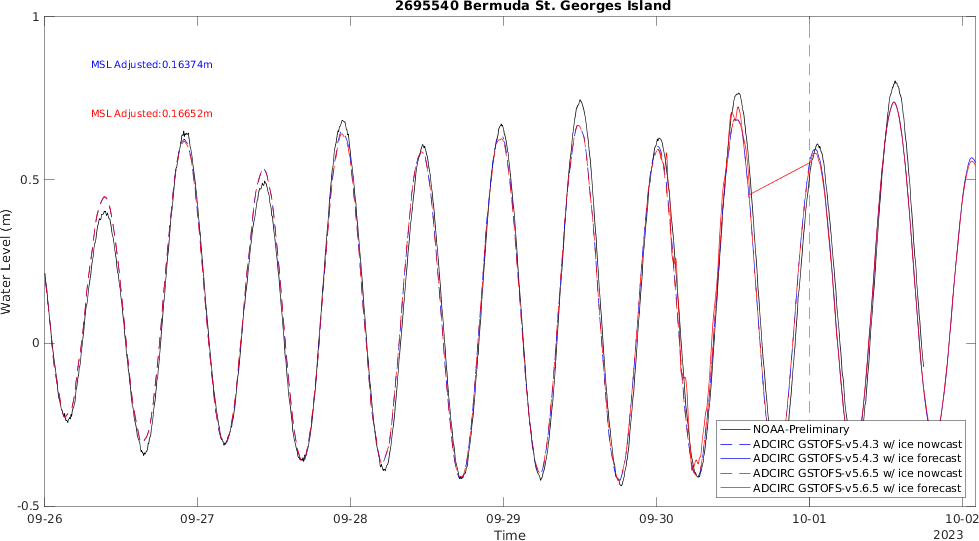 2695540 Bermuda St. Georges Island
1
MSL Adjusted:0.16374m
MSL Adjusted:0.16652m
0.5
Water Level (m)
0
NOAA-Preliminary
ADCIRC GSTOFS-v5.4.3 w/ ice nowcast
ADCIRC GSTOFS-v5.4.3 w/ ice forecast
ADCIRC GSTOFS-v5.6.5 w/ ice nowcast
ADCIRC GSTOFS-v5.6.5 w/ ice forecast
-0.5
09-26 09-27 09-28 09-29 09-30 10-01 10-02
Time 2023